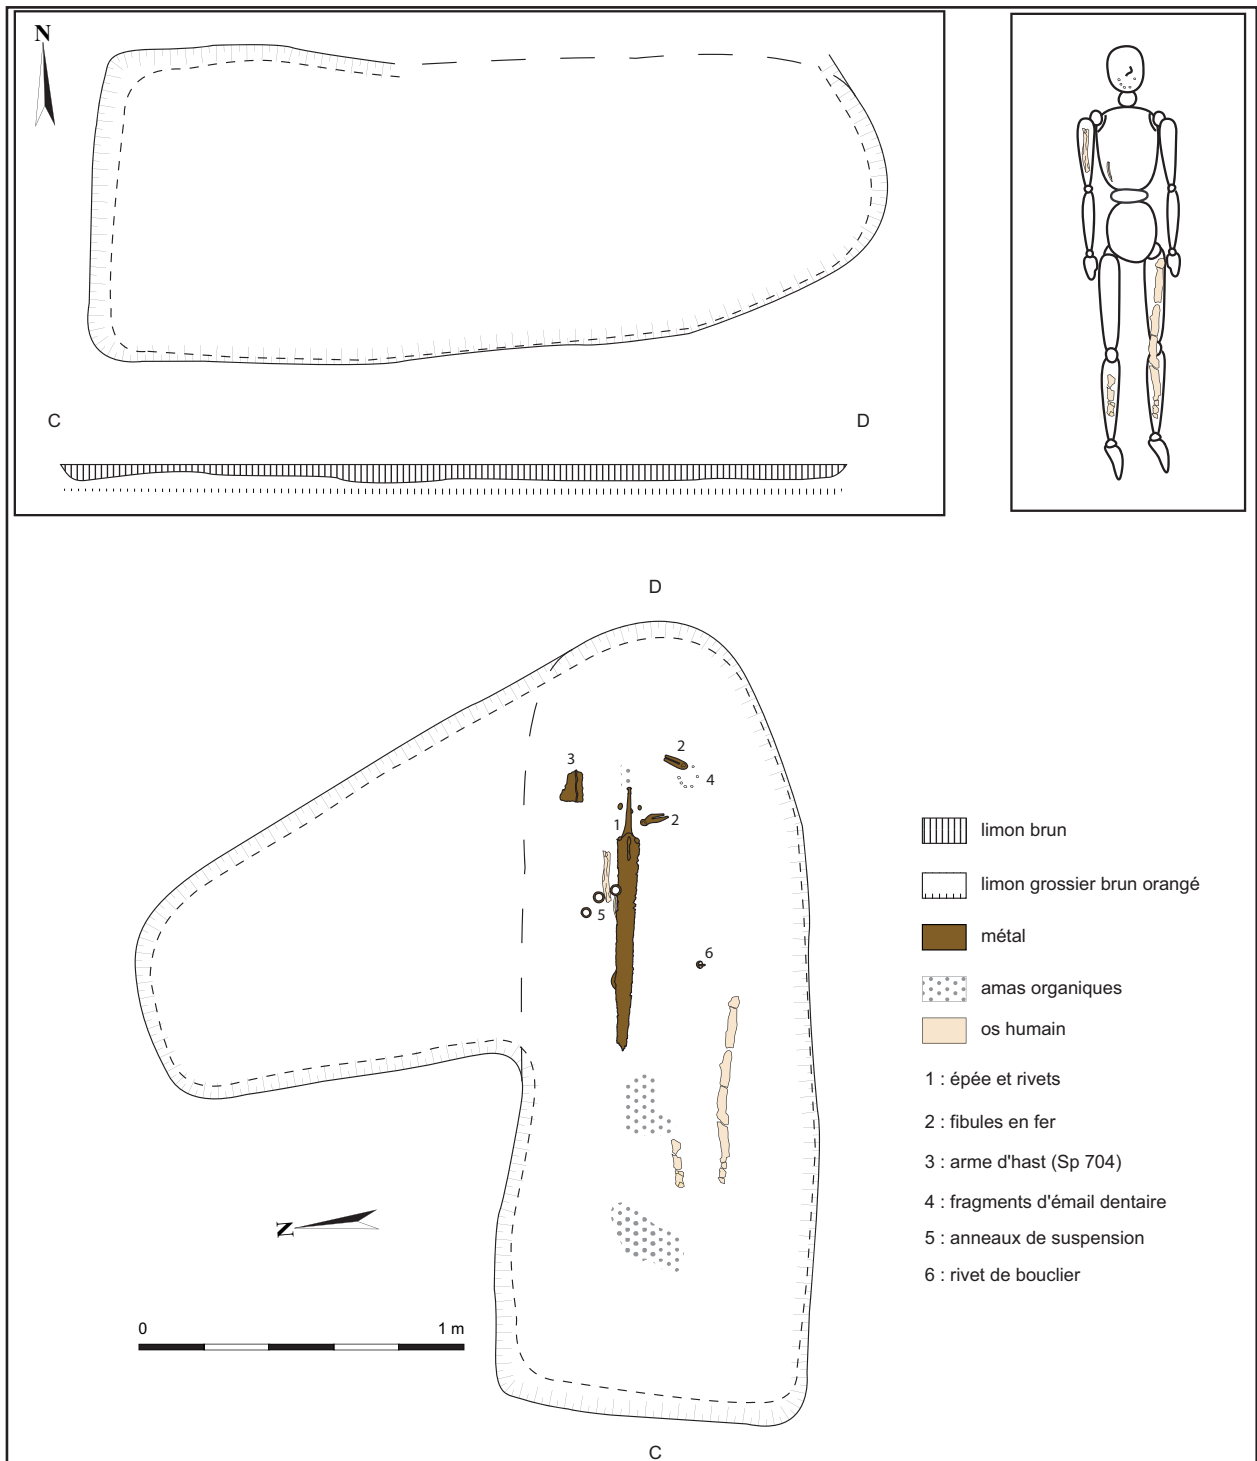 N
C
D
D
3
2
4
1
2
5
6
N
0
1 m
C
limon brun
limon grossier brun orangé
métal
amas organiques
os humain
1 : épée et rivets
2 : fibules en fer
3 : arme d'hast (Sp 704)
4 : fragments d'émail dentaire
5 : anneaux de suspension
6 : rivet de bouclier